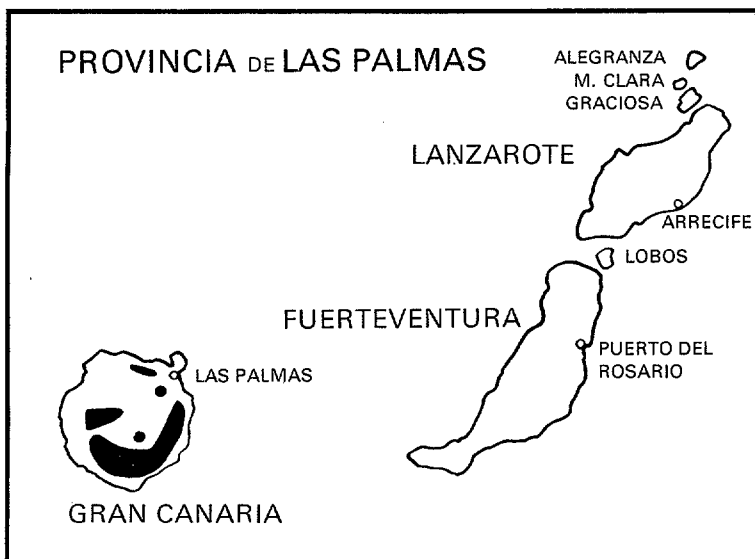 PROVINCIA DE LAS PALMAS
ALEGRANZA
M. CLARA
GRACIOSA
LANZAROTE
ARRECIFE
LOBOS
FUERTEVENTURA
PUERTO DEL
ROSARIO
LAS PALMAS
GRAN CANARIA